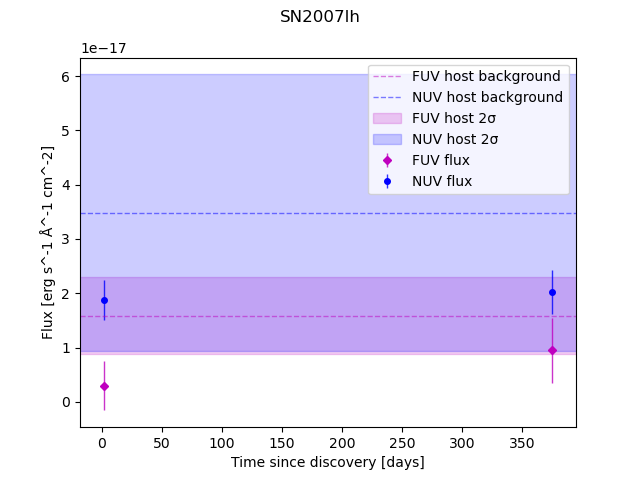 SN2007lh
1e−17
FUV host background
NUV host background
FUV host 2σ
NUV host 2σ
FUV flux
NUV flux
Flux [erg s^-1 Å^-1 cm^-2]
6
5
4
3
2
1
0
0
50
100
150
200
250
300
350
Time since discovery [days]